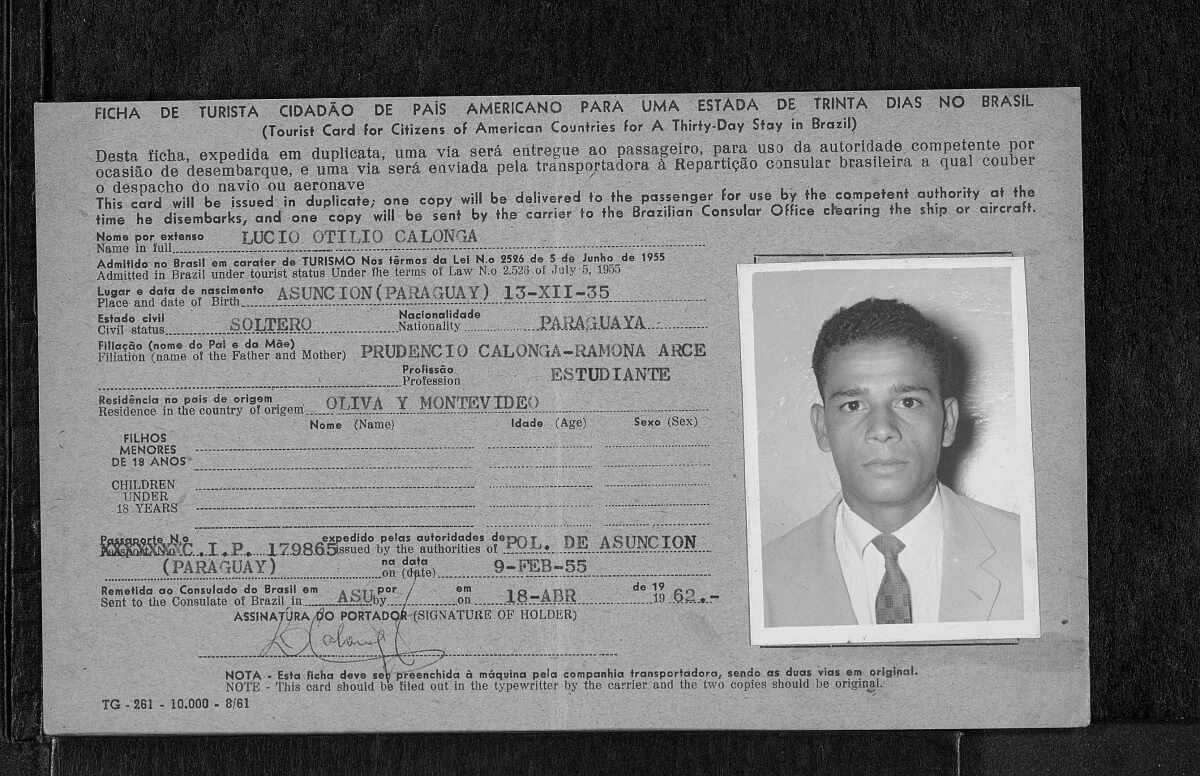 FICHA DE TURISTA CIDADÃO DE PAÍS AMERICANO PARA UMA ESTADA DE TRINTA DIAS NO BRASIL
(Tourist Card for Citizens of American Countries for A Thirty-Day Stay in Brazil)
Desta ficha, expedida em duplicata, uma via será entregue ao passageiro, para uso da autoridade competente por
ocasião de desembarque, e uma via será enviada pela transportadora à Repartição consular brasileira a qual couber
o despacho do navio ou aeronave
This card will be issued in duplicate; one copy will be delivered to the passenger for use by the competent authority at the
time he disembarks, and one copy will be sent by the carrier to the Brazilian Consular Office clearing the ship or aircraft.
Nome por extenso LUCIO OTILIO CALONGA
Name in full
Admitido no Brasil em carater de TURISMO Nos têrmos da Lei N.o 2526 de 5 de Junho de 1955
Admitted in Brazil under tourist status Under the terms of Law N.o 2.526 of July 5, 1955
Lugar e data de nascimento ASUNCION(PARAGUAY) 13-XII-35
Place and date of Birth
Estado civil SOLTERO Nacionalidade PARAGUAYA
Civil status Nationality
Filiação (nome do Pai e da Mãe) PRUDENCIO CALONGA-RAMONA ARCE
Filiation (name of the Father and Mother)
Profissão ESTUDIANTE
Profession
Residência no pais de origem OLIVA Y MONTEVIDEO
Residence in the country of origem
Nome (Name) Idade (Age) Sexo (Sex)
FILHOS
MENORES
DE 18 ANOS
CHILDREN
UNDER
18 YEARS
Passaporte N.o expedido pelas autoridades de POL. DE ASUNCION
C.I.P. 179865 issued by the authorities of
(PARAGUAY) na data 9-FEB-55
on (date)
Remetida ao Consulado do Brasil em ASU por em 18-ABR de 19 62.-
Sent to the Consulate of Brazil in by on 19
ASSINATURA DO PORTADOR (SIGNATURE OF HOLDER)
NOTA - Esta ficha deve ser preenchida à máquina pela companhia transportadora, sendo as duas vias em original.
NOTE - This card should be filed out in the typewriter by the carrier and the two copies should be original.
TG - 261 - 10.000 - 8/61